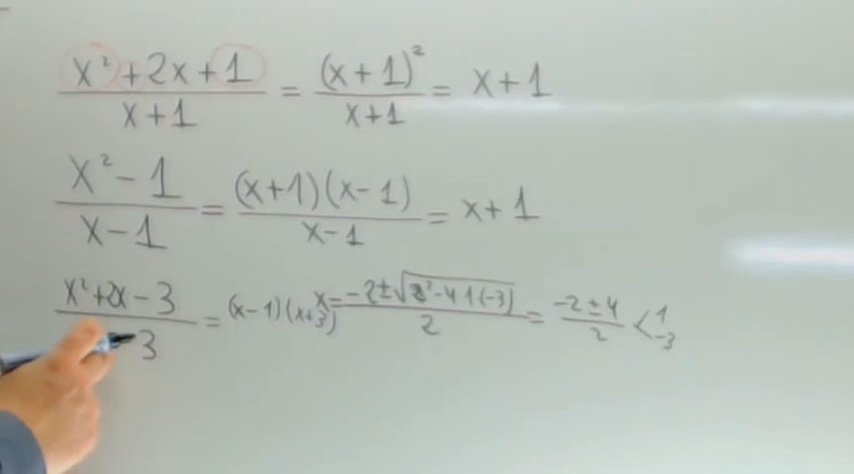 x²+2x+1 / x+1 = (x+1)² / x+1 = x+1
x²-1 / x-1 = (x+1)(x-1) / x-1 = x+1
x²+2x-3 / -3 = (x-1)(x+3) x= -2±√2²-4·1(-3) / 2 = -2±4 / 2 < 1 -3